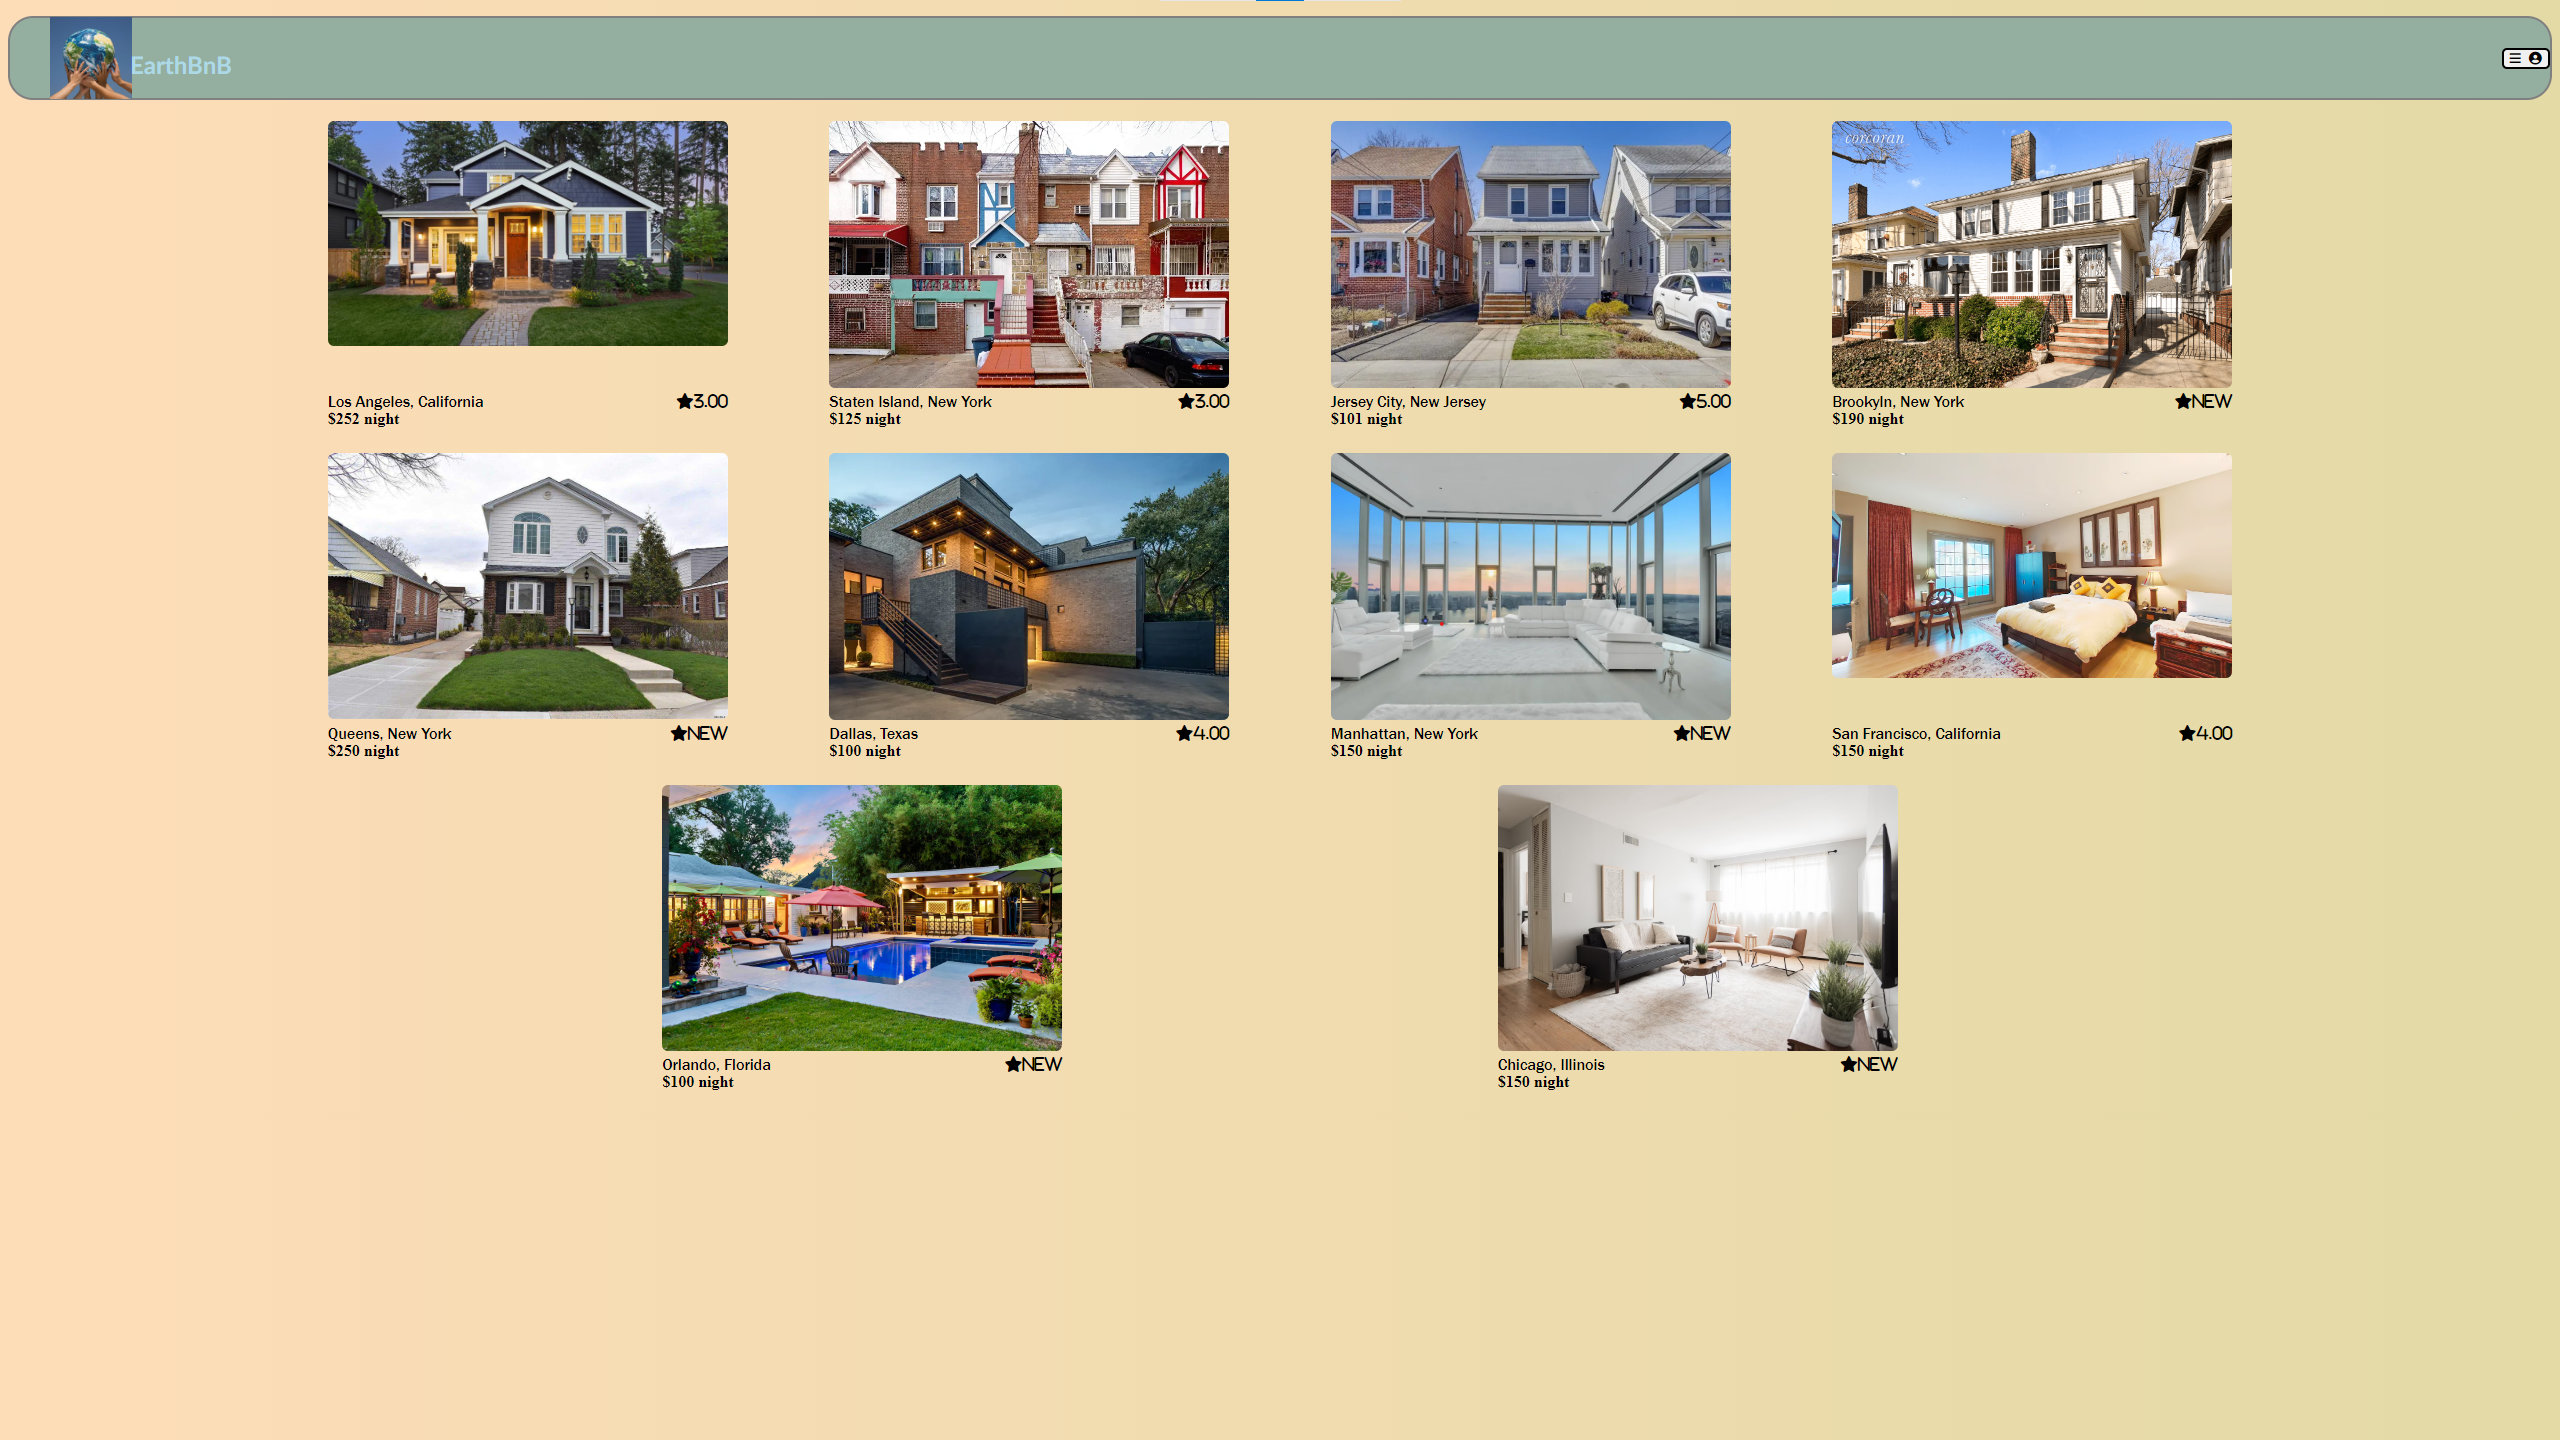 EarthBnB
corcoran
Los Angeles, California
3.00
$252 night
Staten Island, New York
3.00
$125 night
Jersey City, New Jersey
5.00
$101 night
Brookyln, New York
NEW
$190 night
Queens, New York
NEW
$250 night
Dallas, Texas
4.00
$100 night
Manhattan, New York
NEW
$150 night
San Francisco, California
4.00
$150 night
Orlando, Florida
NEW
$100 night
Chicago, Illinois
NEW
$150 night